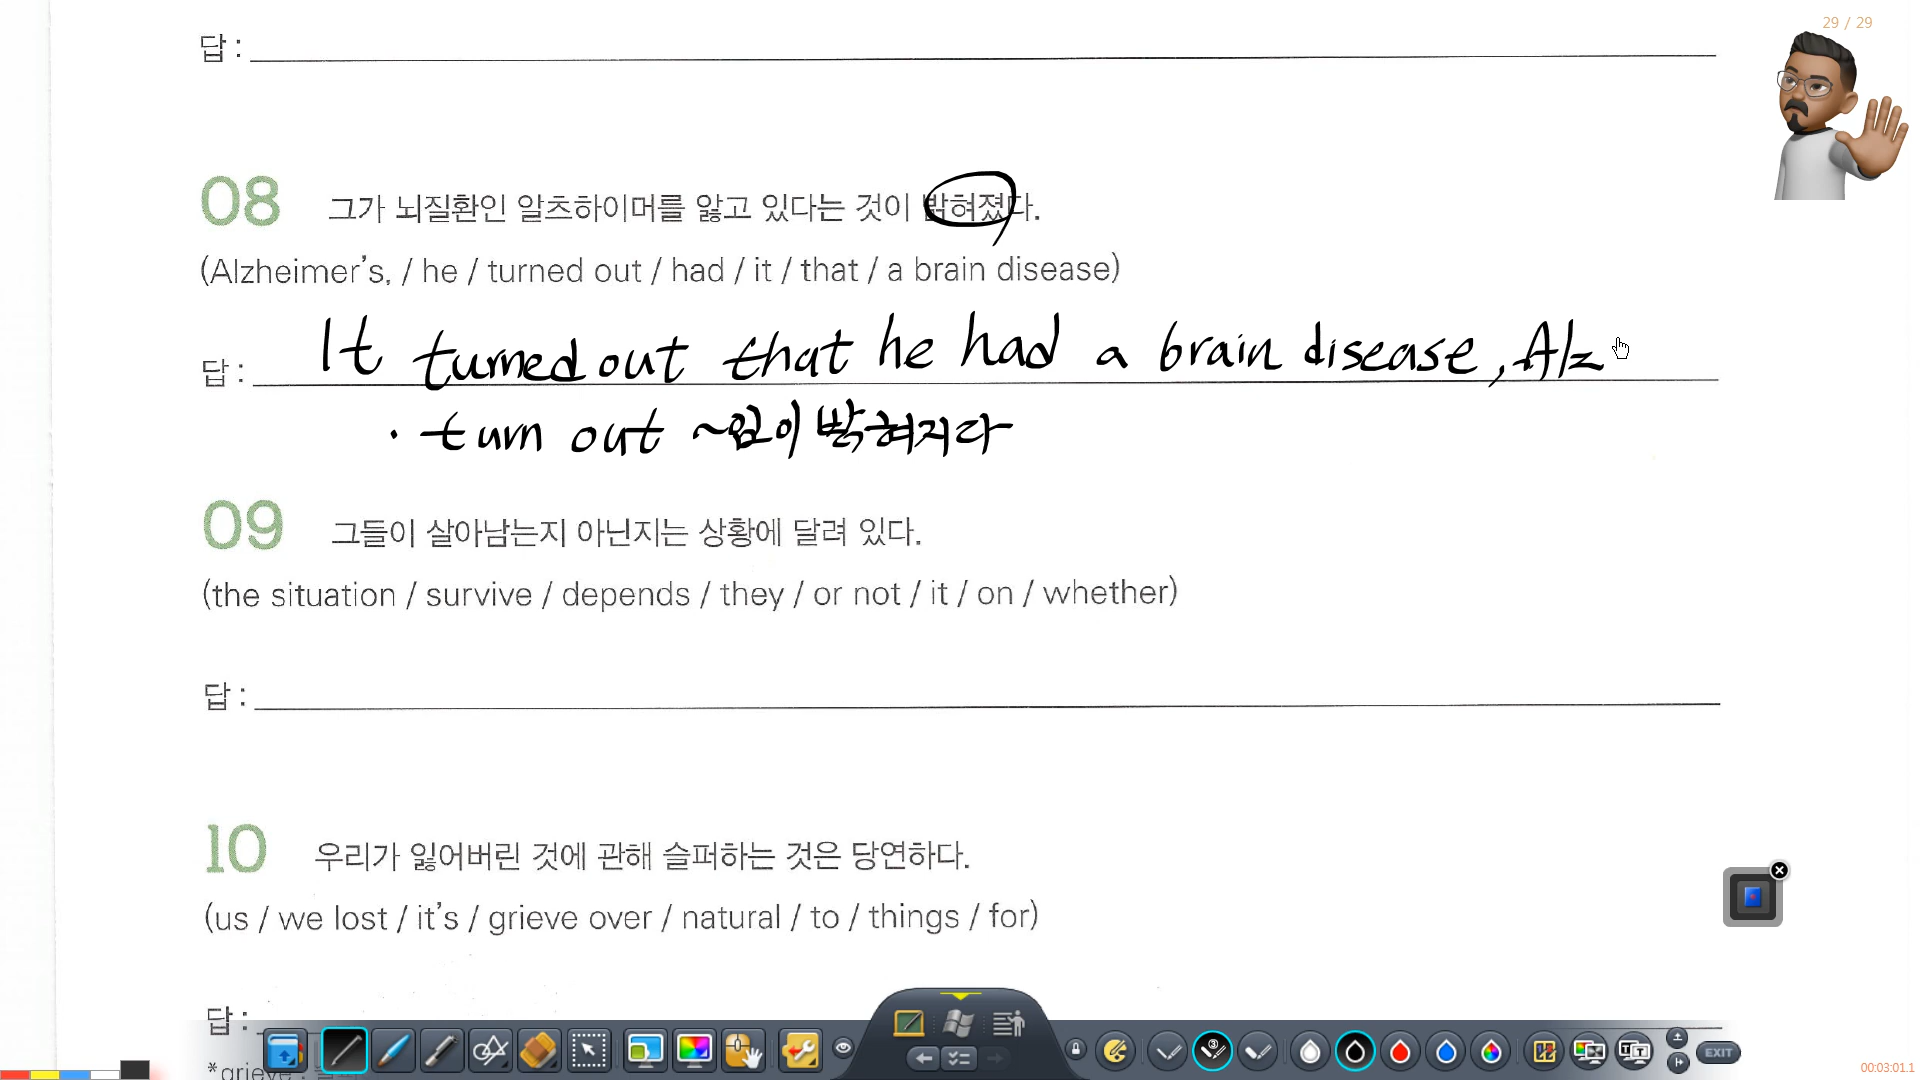 29 / 29
답 :
08 그가 뇌질환인 알츠하이머를 앓고 있다는 것이 밝혀졌다.
(Alzheimer's, / he / turned out / had / it / that / a brain disease)
답 : It turned out that he had a brain disease, Alz
· turn out ~임이 밝혀지다
09 그들이 살아남는지 아닌지는 상황에 달려 있다.
(the situation / survive / depends / they / or not / it / on / whether)
답 :
10 우리가 잃어버린 것에 관해 슬퍼하는 것은 당연하다.
(us / we lost / it's / grieve over / natural / to / things / for)
답 :
*grieve :
EXIT
00:03:01.1